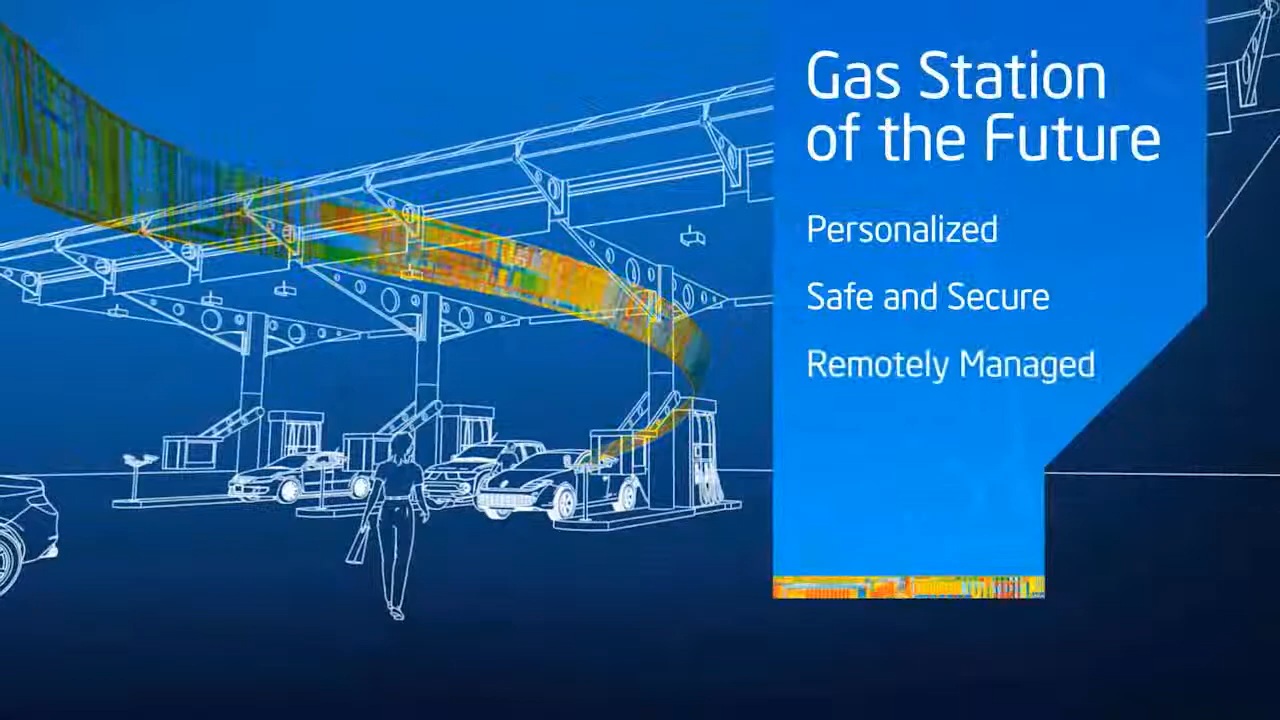 Gas Station
of the Future
Personalized
Safe and Secure
Remotely Managed